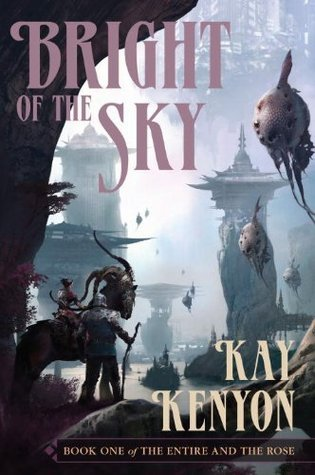 BRIGHT
OF THE
SKY
KAY
KENYON
BOOK ONE of THE ENTIRE AND THE ROSE